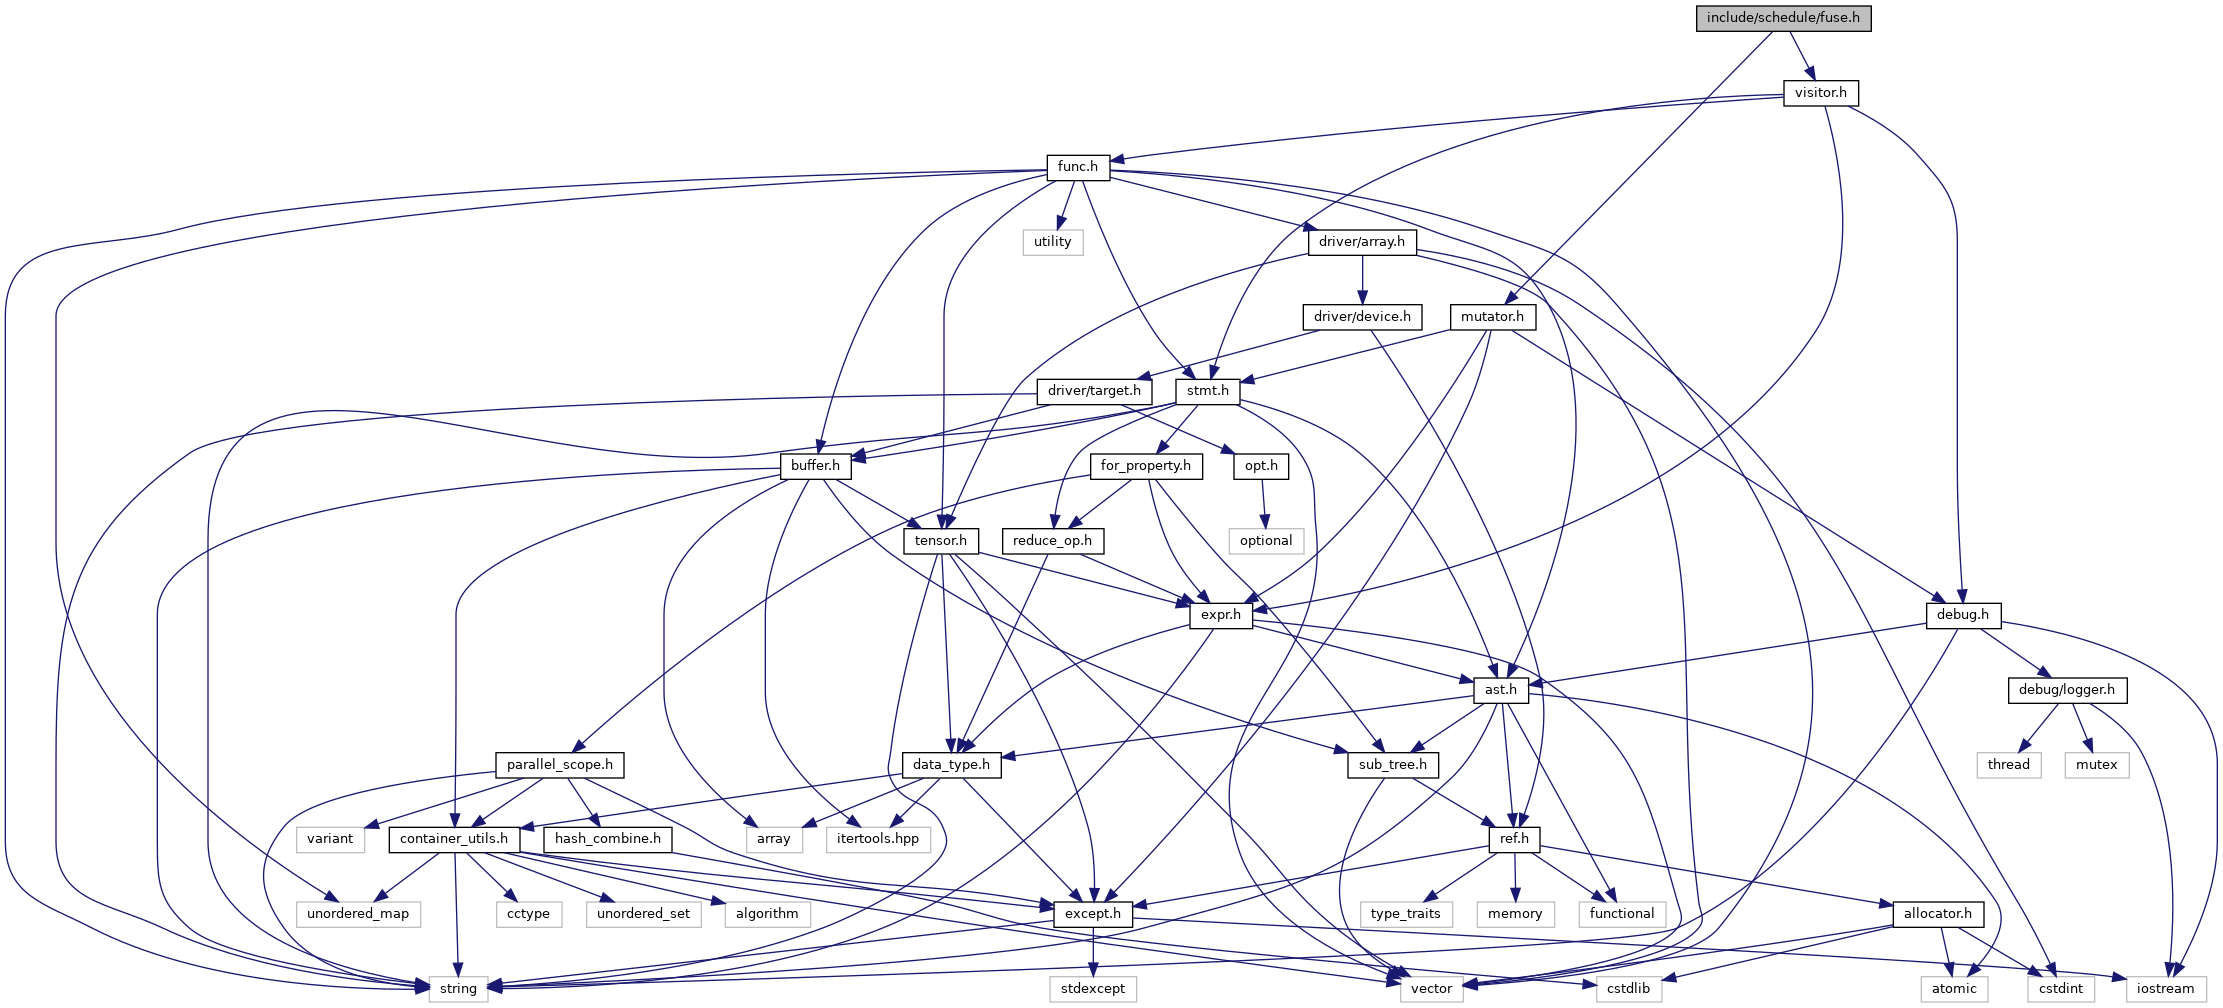 include/schedule/fuse.h
visitor.h
func.h
utility
driver/array.h
driver/device.h
mutator.h
driver/target.h
stmt.h
buffer.h
for_property.h
opt.h
tensor.h
reduce_op.h
optional
expr.h
debug.h
ast.h
debug/logger.h
parallel_scope.h
data_type.h
sub_tree.h
thread
mutex
variant
container_utils.h
hash_combine.h
array
itertools.hpp
ref.h
unordered_map
cctype
unordered_set
algorithm
except.h
type_traits
memory
functional
allocator.h
string
stdexcept
vector
cstdlib
atomic
cstdint
iostream